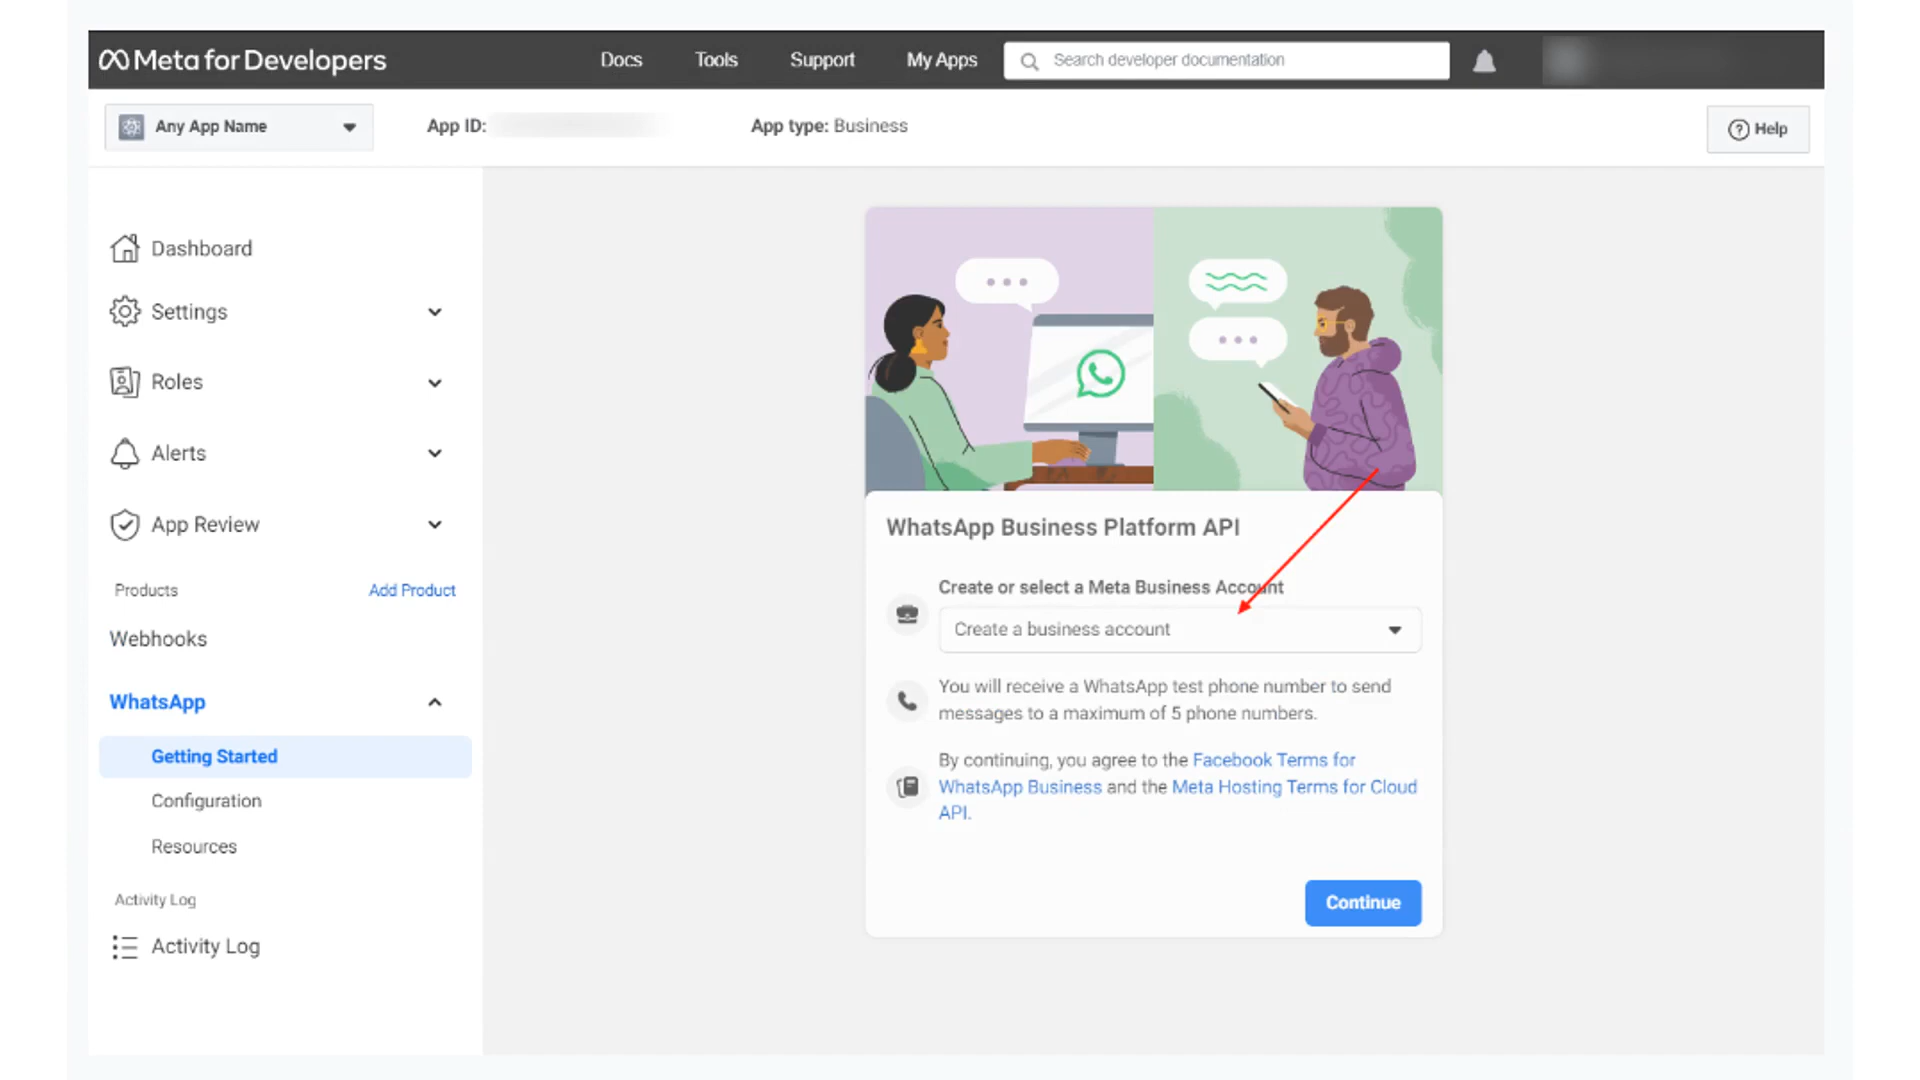 Meta for Developers
Docs
Tools
Support
My Apps
Search developer documentation
Any App Name
App ID:
App type: Business
Help
Dashboard
Settings
Roles
Alerts
App Review
Products
Add Product
Webhooks
WhatsApp
Getting Started
Configuration
Resources
Activity Log
Activity Log
WhatsApp Business Platform API
Create or select a Meta Business Account
Create a business account
You will receive a WhatsApp test phone number to send
messages to a maximum of 5 phone numbers.
By continuing, you agree to the Facebook Terms for
WhatsApp Business and the Meta Hosting Terms for Cloud
API.
Continue